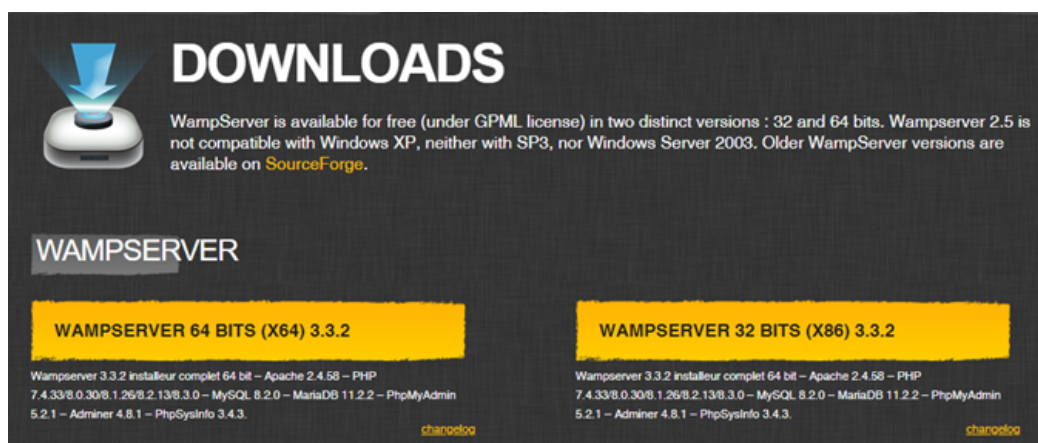 DOWNLOADS
WampServer is available for free (under GPML license) in two distinct versions : 32 and 64 bits. Wampserver 2.5 is
not compatible with Windows XP, neither with SP3, nor Windows Server 2003. Older WampServer versions are
available on SourceForge.
WAMPSERVER
WAMPSERVER 64 BITS (X64) 3.3.2
Wampserver 3.3.2 installeur complet 64 bit – Apache 2.4.58 – PHP
7.4.33/8.0.30/8.1.26/8.2.13/8.3.0 – MySQL 8.2.0 – MariaDB 11.2.2 – PhpMyAdmin
5.2.1 – Adminer 4.8.1 – PhpSysInfo 3.4.3.
changelog
WAMPSERVER 32 BITS (X86) 3.3.2
Wampserver 3.3.2 installeur complet 64 bit – Apache 2.4.58 – PHP
7.4.33/8.0.30/8.1.26/8.2.13/8.3.0 – MySQL 8.2.0 – MariaDB 11.2.2 – PhpMyAdmin
5.2.1 – Adminer 4.8.1 – PhpSysInfo 3.4.3.
changelog